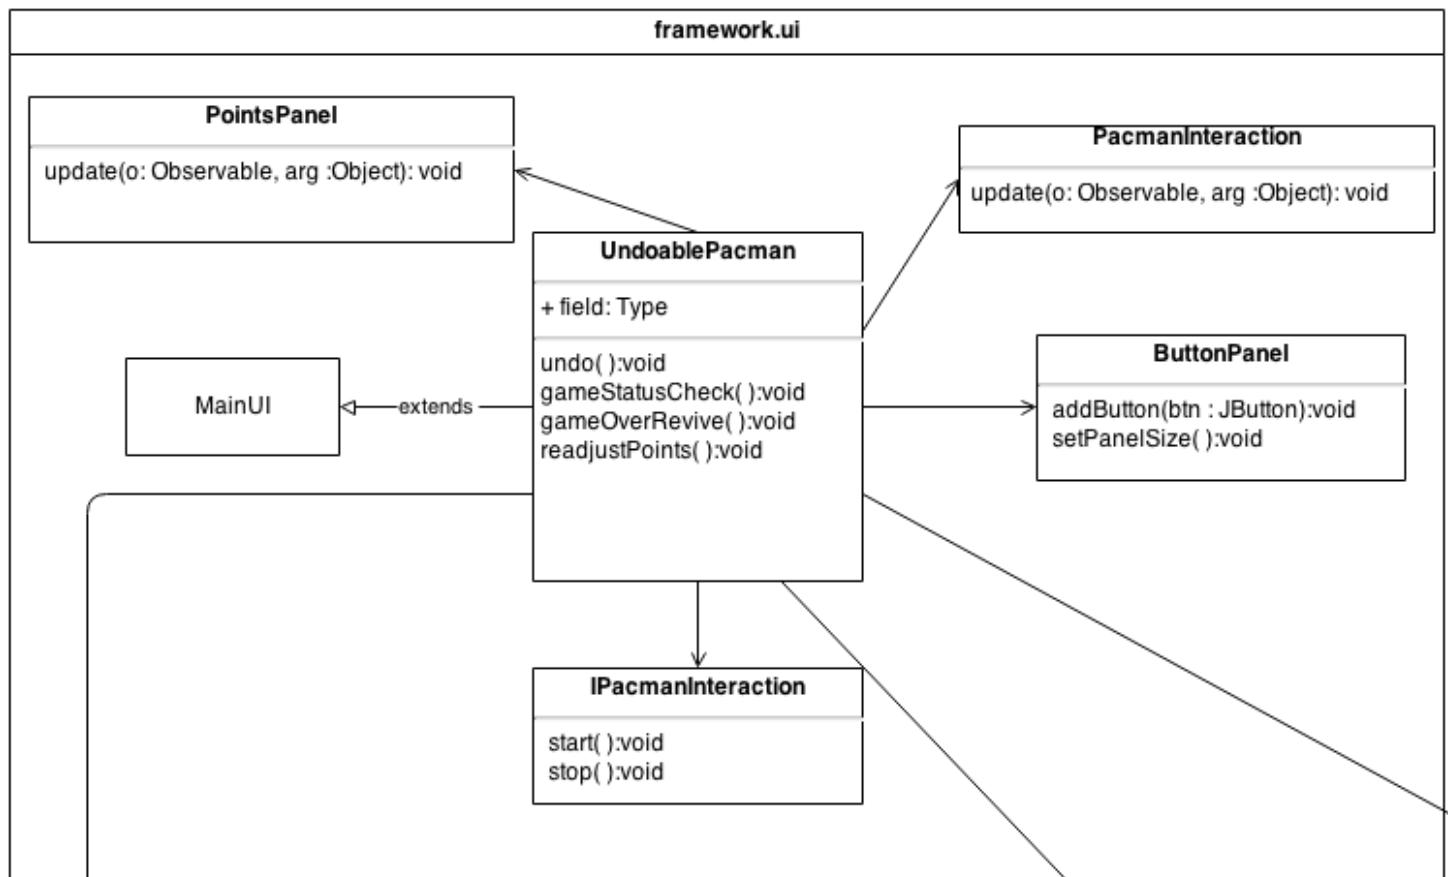 framework.ui
PointsPanel
update(o: Observable, arg :Object): void
PacmanInteraction
update(o: Observable, arg :Object): void
UndoablePacman
+ field: Type
undo( ):void
gameStatusCheck( ):void
gameOverRevive( ):void
readjustPoints( ):void
MainUI
extends
ButtonPanel
addButton(btn : JButton):void
setPanelSize( ):void
IPacmanInteraction
start( ):void
stop( ):void